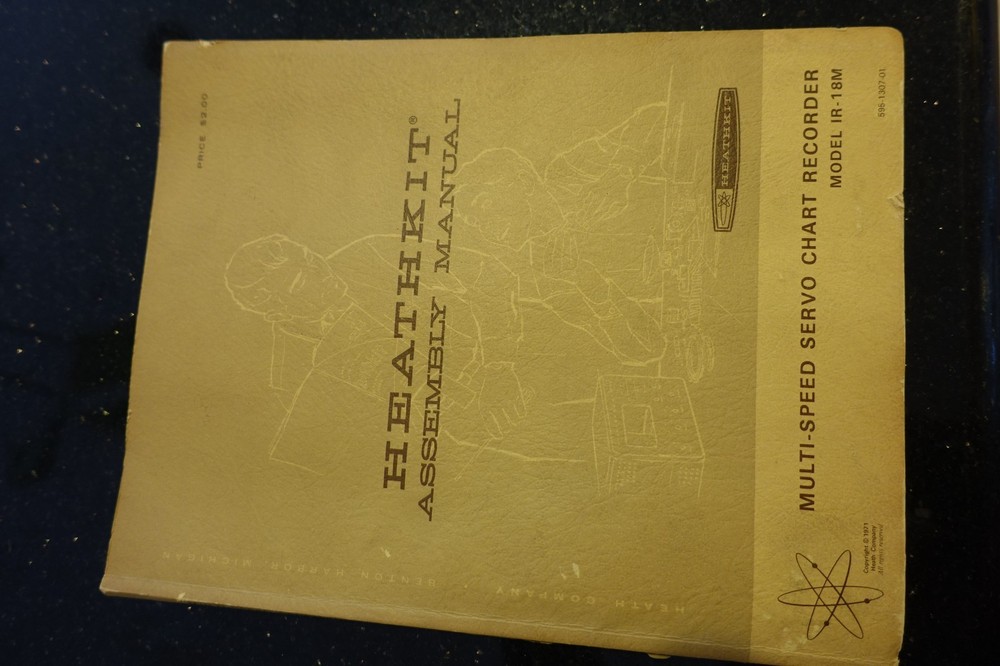 PRICE $2.00
HEATHKIT®
ASSEMBLY MANUAL
HEATH COMPANY BENTON HARBOR MICHIGAN
HEATHKIT
MULTI-SPEED SERVO CHART RECORDER
MODEL IR-18M
Copyright © 1971
Heath Company
All rights reserved
595-1307-01